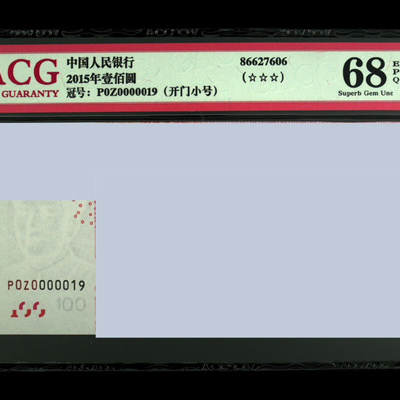 ACG
GUARANTY
中国人民银行
2015年壹佰圆
冠号：P0Z0000019（开门小号）
86627606
(☆☆☆)
68
E
P
Q
Superb Gem Unc
P0Z0000019
100
100